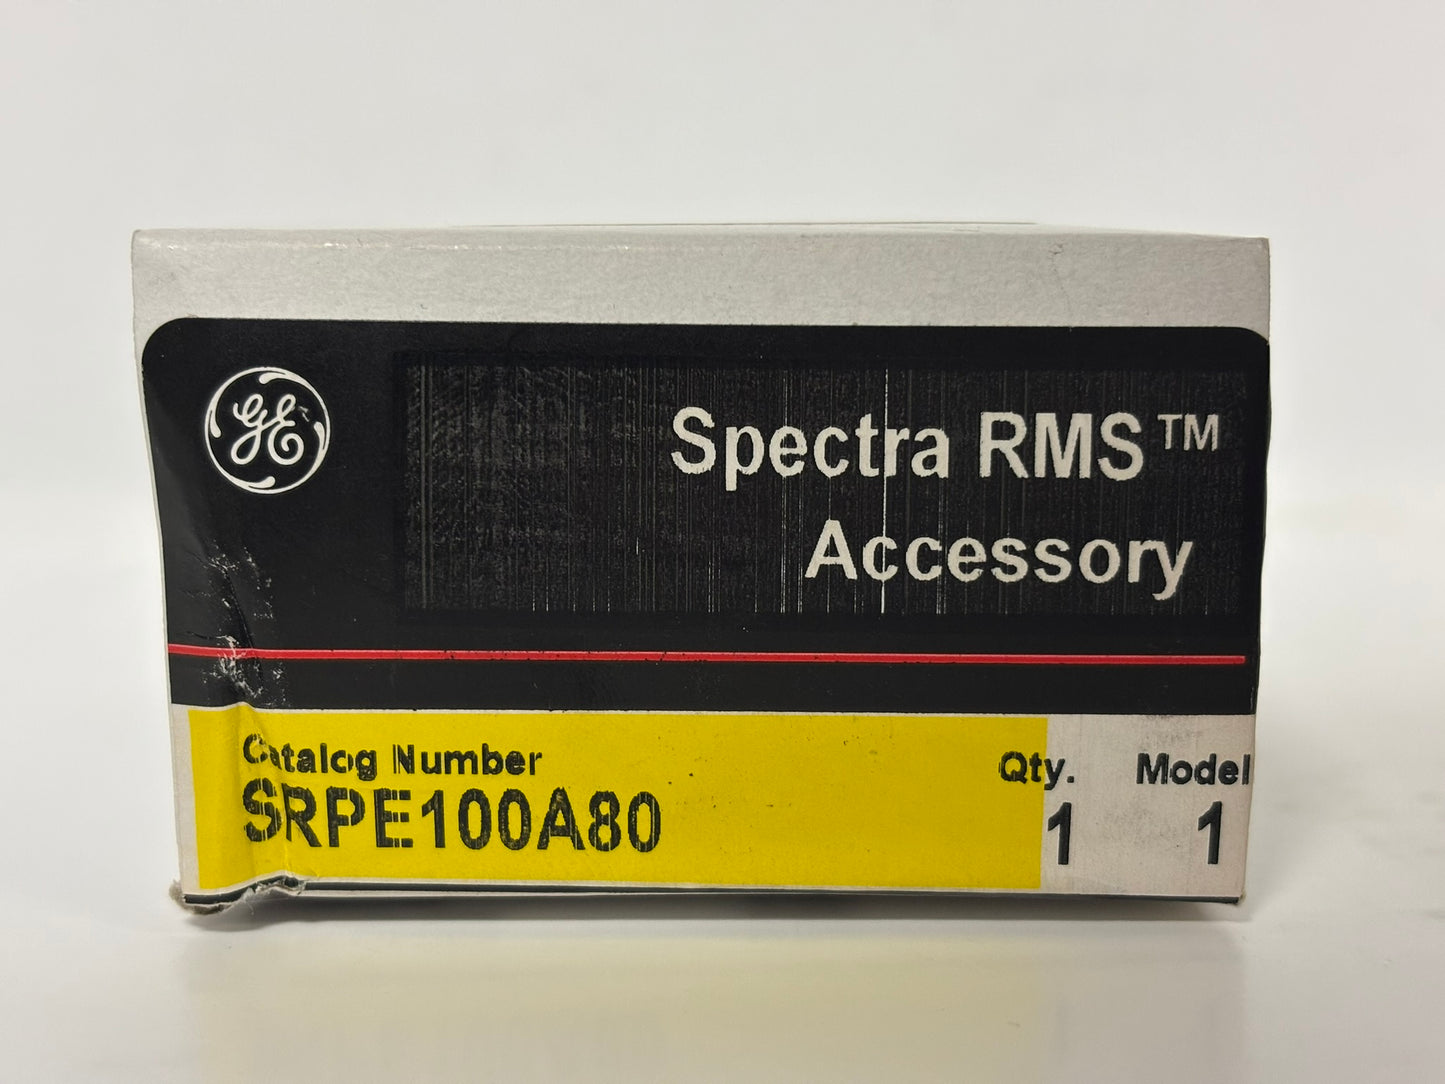 GE
Spectra RMS™
Accessory
Catalog Number
SRPE100A80
Qty.
1
Model
1